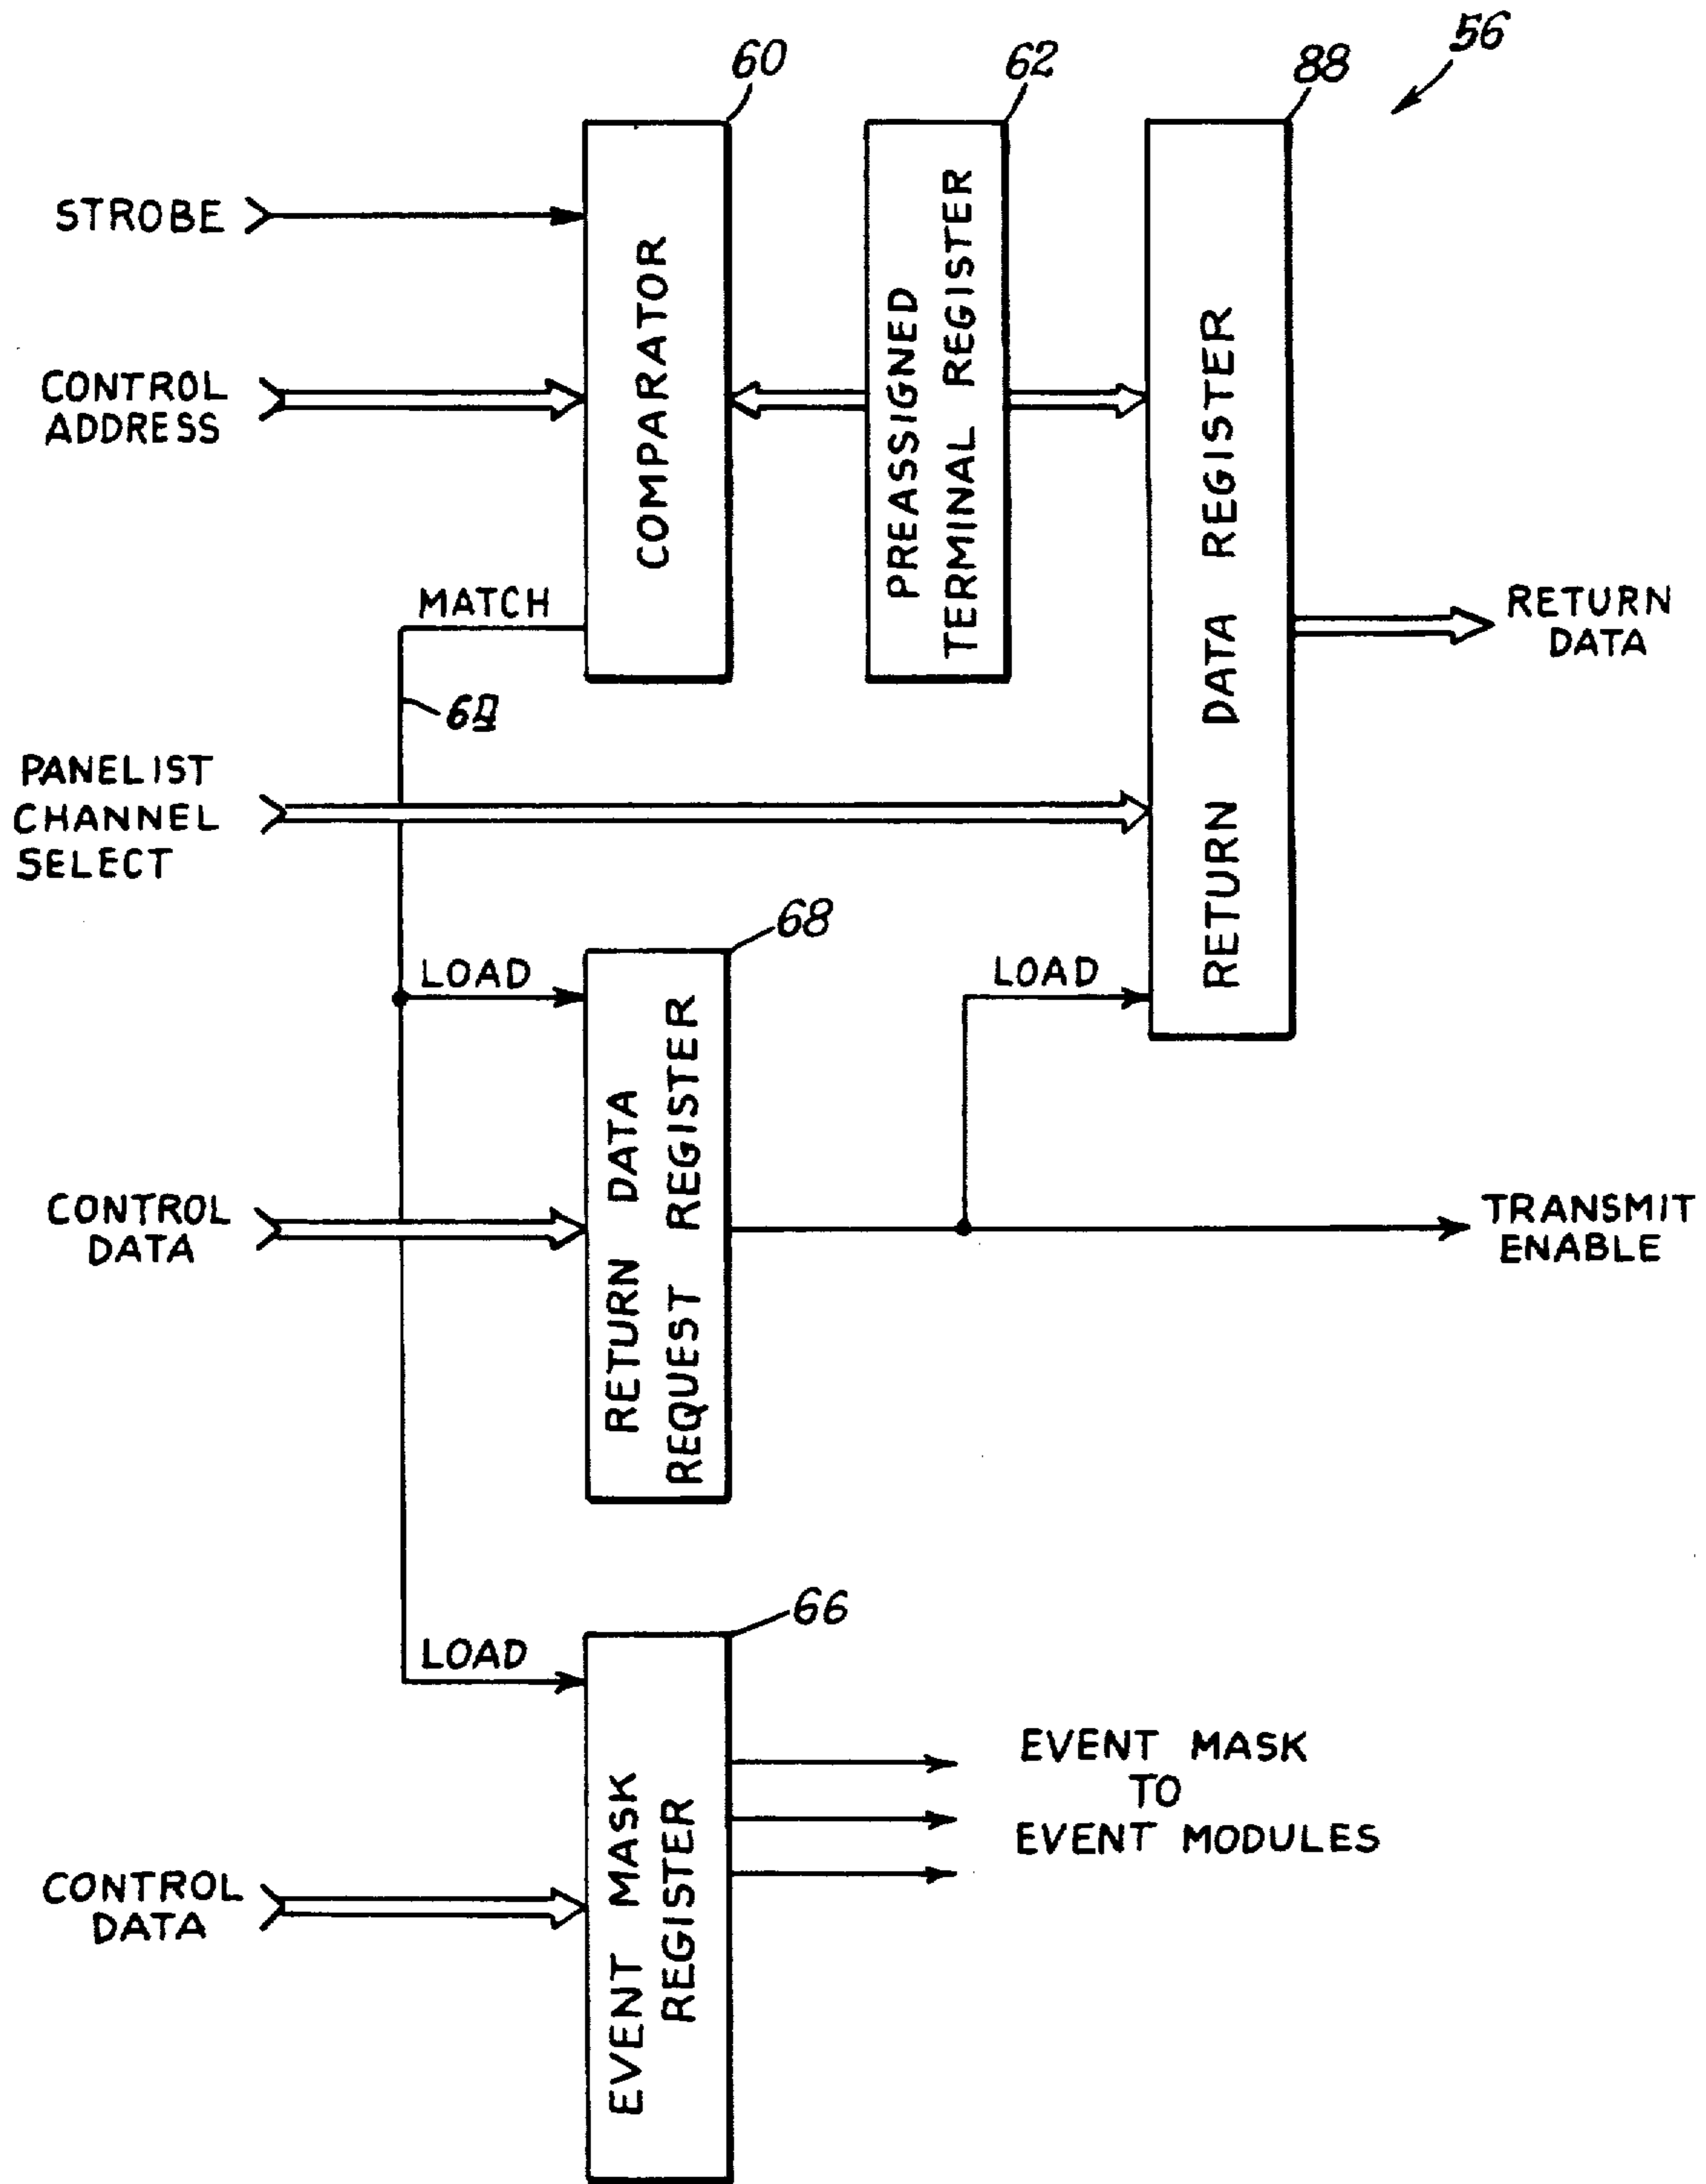 56
60
62
88
STROBE
COMPARATOR
PREASSIGNED
TERMINAL REGISTER
RETURN DATA REGISTER
CONTROL
ADDRESS
MATCH
RETURN
DATA
PANELIST
CHANNEL
SELECT
68
LOAD
LOAD
RETURN DATA
REQUEST REGISTER
CONTROL
DATA
TRANSMIT
ENABLE
66
LOAD
EVENT MASK
REGISTER
EVENT MASK
TO
EVENT MODULES
CONTROL
DATA